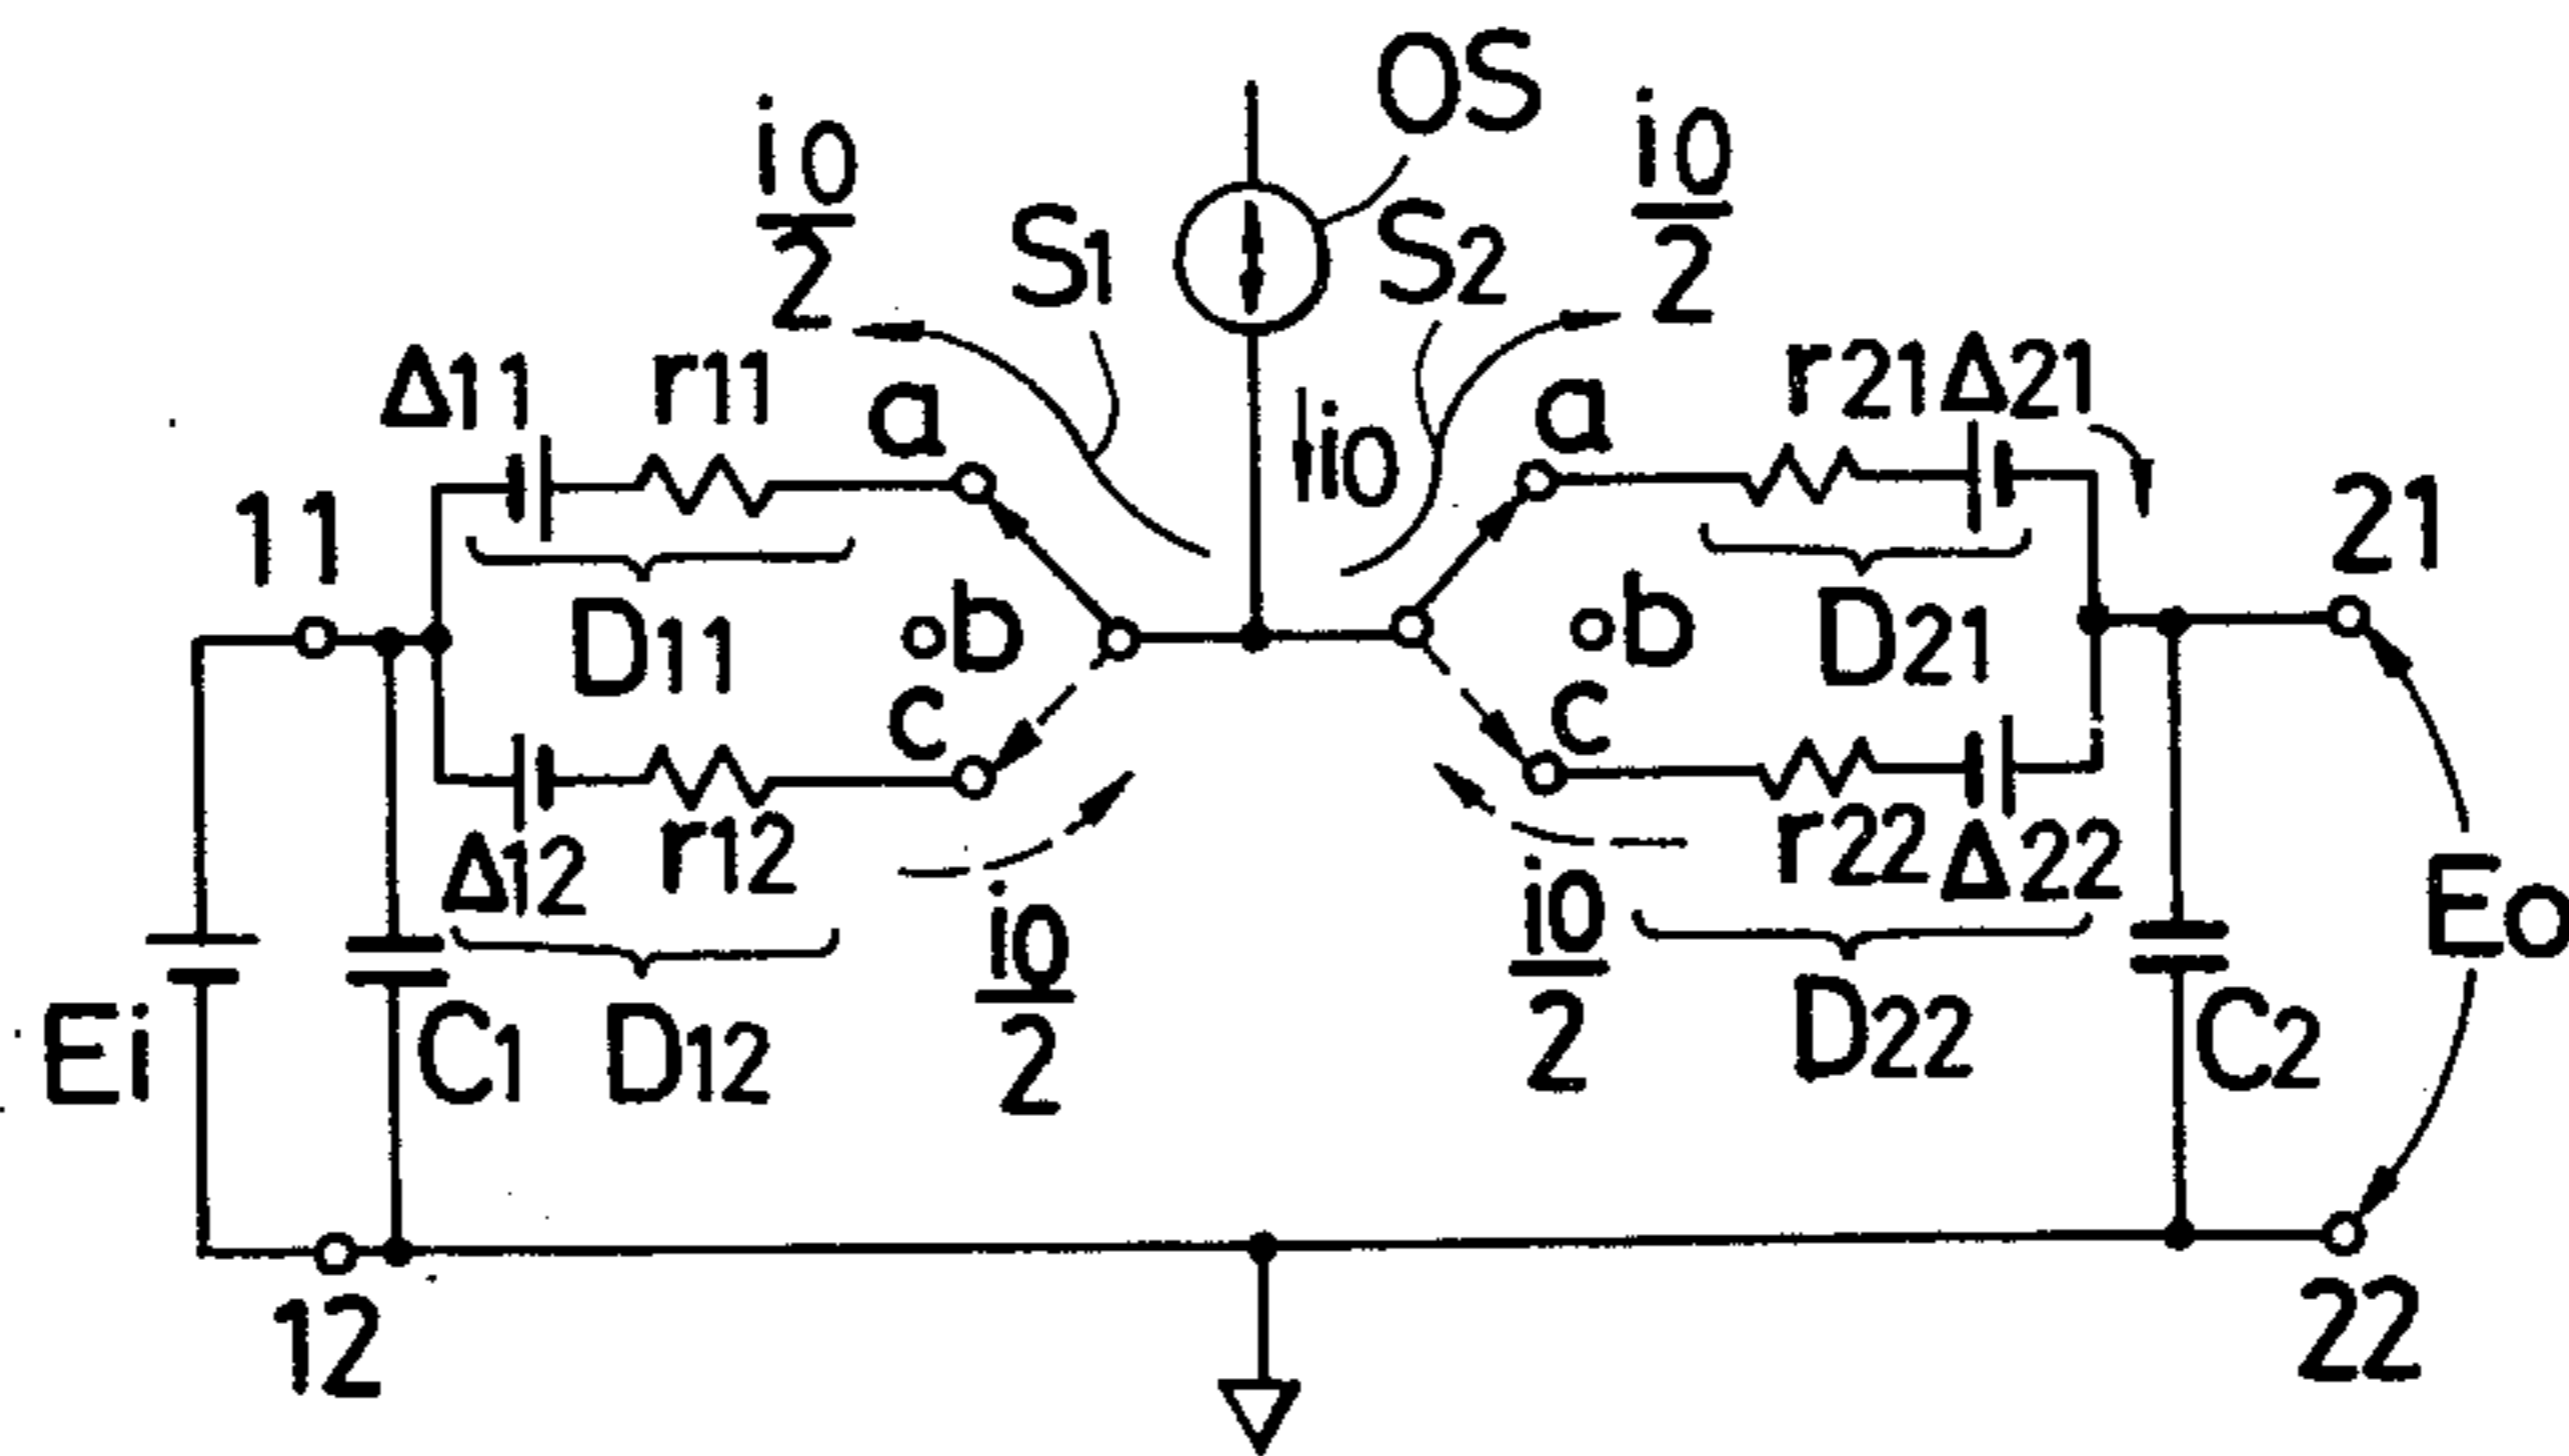 OS
i0/2
i0/2
S1
S2
Δ11
r11
a
i0
a
r21
Δ21
11
21
D11
b
b
D21
c
c
Δ12
r12
r22
Δ22
i0/2
i0/2
Eo
Ei
C1
D12
D22
C2
12
22